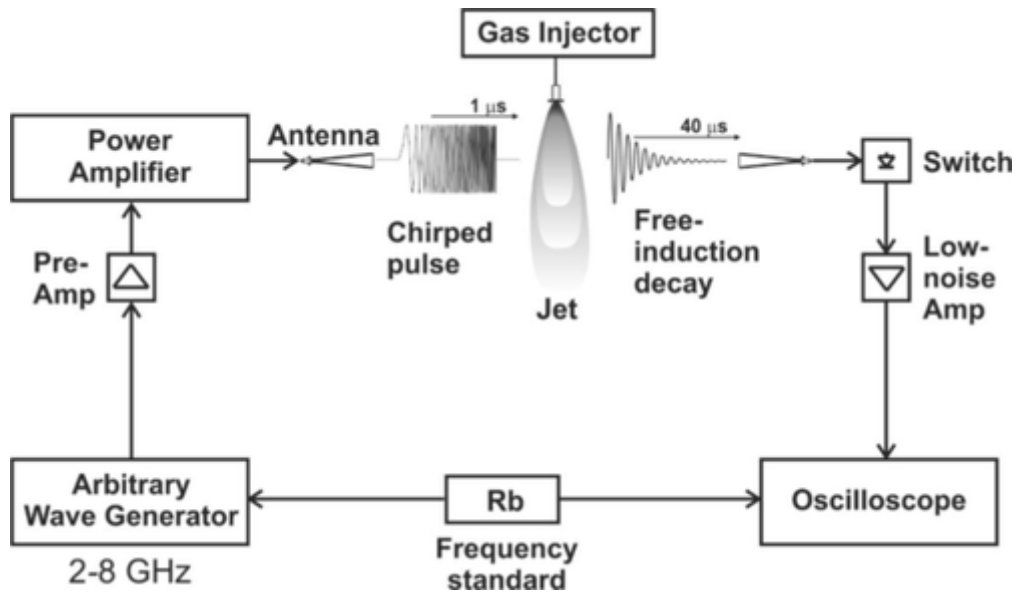 Gas Injector
Power
Amplifier
Antenna
1 μs
40 μs
Switch
Chirped
pulse
Jet
Free-
induction
decay
Pre-
Amp
Low-
noise
Amp
Arbitrary
Wave Generator
2-8 GHz
Rb
Frequency
standard
Oscilloscope